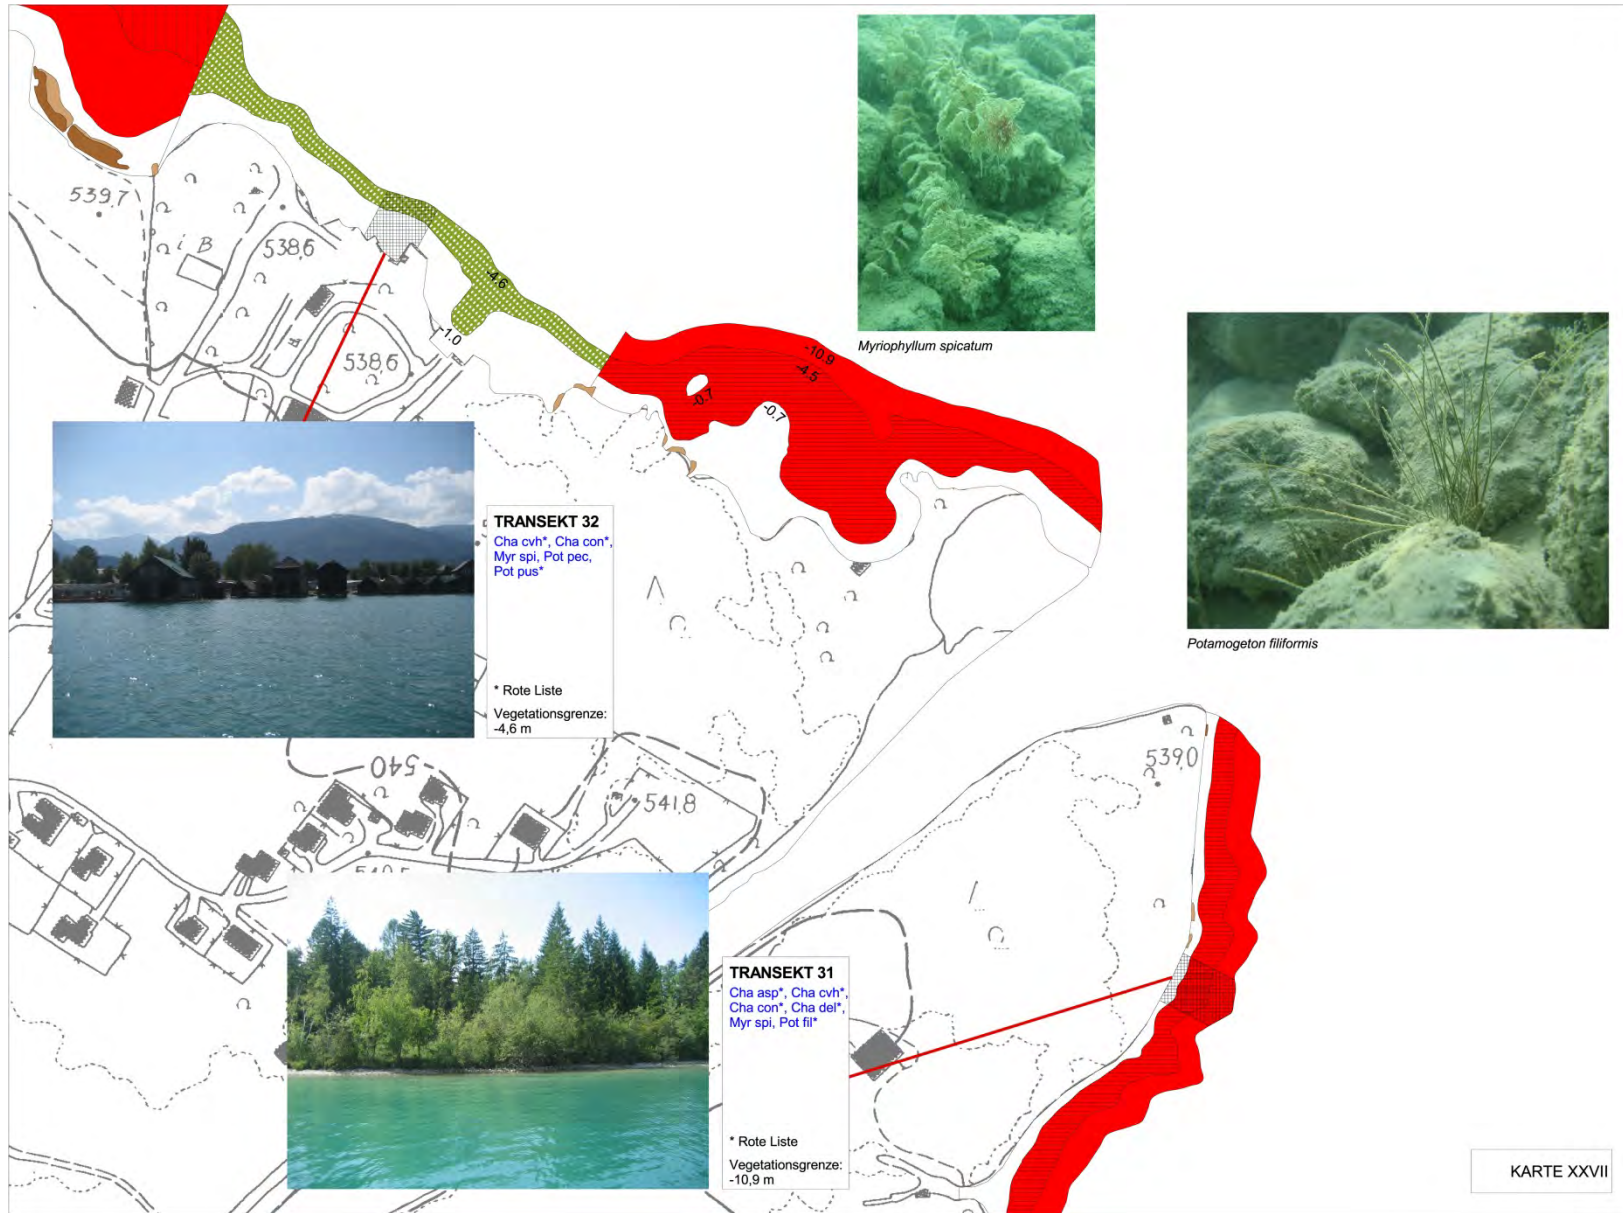 539,7
i B
538,6
-4.6
538,6
-1.0
-10.9
-4.5
-0.7
-0.7
Myriophyllum spicatum
Potamogeton filiformis
TRANSEKT 32
Cha cvh*, Cha con*,
Myr spi, Pot pec,
Pot pus*
* Rote Liste
Vegetationsgrenze:
-4,6 m
539,0
540
541,8
TRANSEKT 31
Cha asp*, Cha cvh*,
Cha con*, Cha del*,
Myr spi, Pot fil*
* Rote Liste
Vegetationsgrenze:
-10,9 m
KARTE XXVII